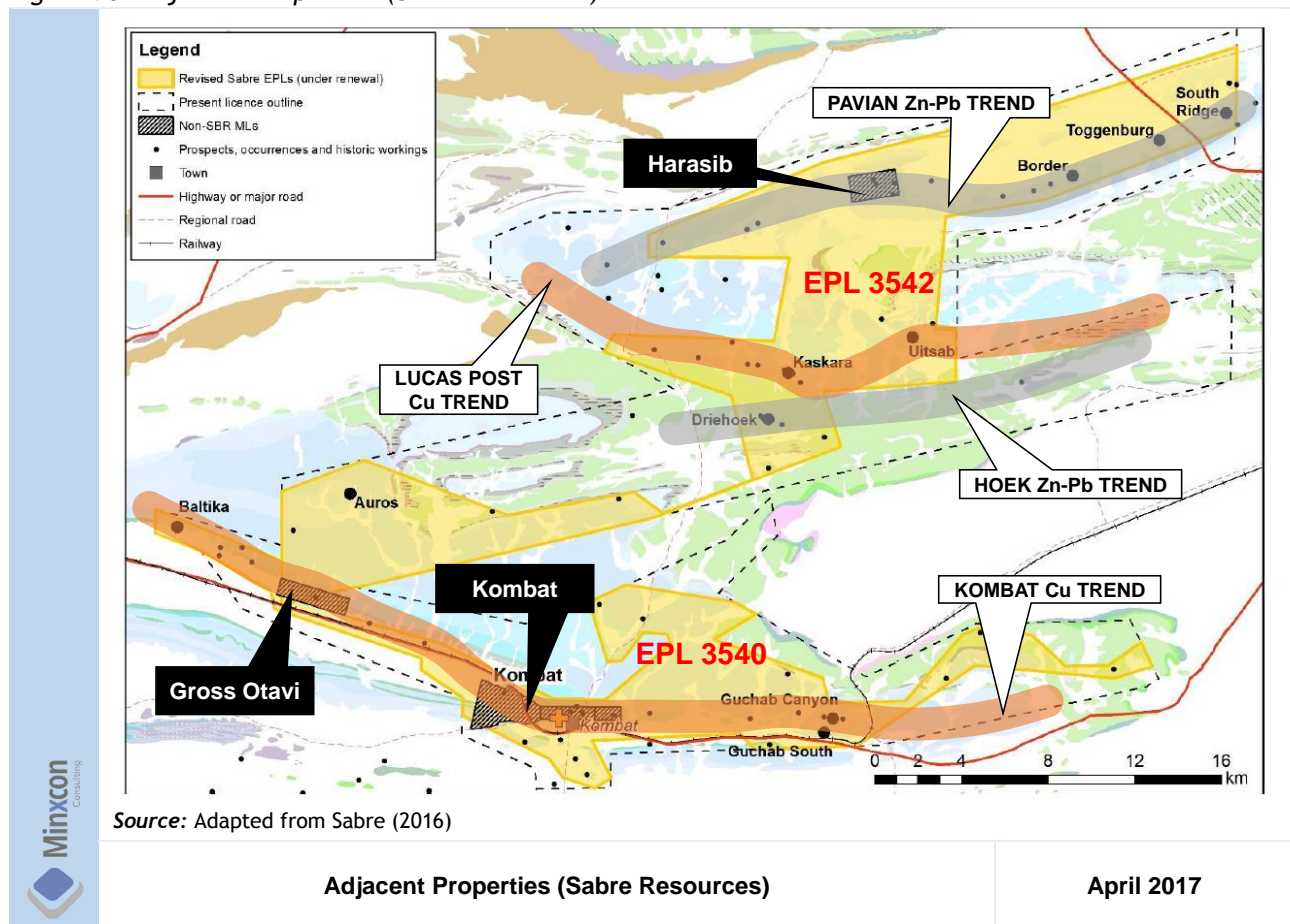 Legend
Revised Sabre EPLs (under renewal)
Present licence outline
Non-SBR MLs
Prospects, occurrences and historic workings
Town
Highway or major road
Regional road
Railway
PAVIAN Zn-Pb TREND
South
Ridge
Toggenburg
Border
Harasib
EPL 3542
Uitsab
Kaskara
LUCAS POST
Cu TREND
Driehoek
HOEK Zn-Pb TREND
Auros
Baltika
Kombat
KOMBAT Cu TREND
EPL 3540
Gross Otavi
Kombat
Guchab Canyon
Kombat
Guchab South
0 2 4 8 12 16
km
Source: Adapted from Sabre (2016)
Minxcon
Consulting
Adjacent Properties (Sabre Resources)
April 2017